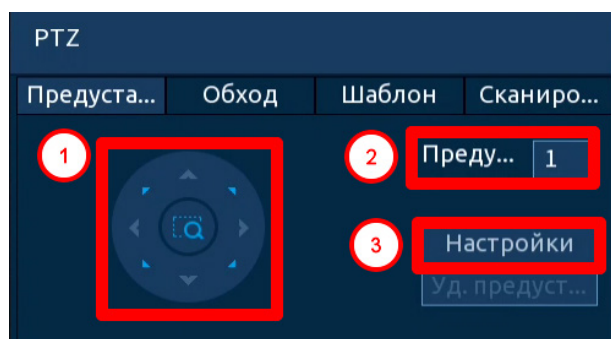 PTZ
Предуста... Обход Шаблон Сканиро...
1
2 Преду... 1
3 Настройки
Уд. предуст...